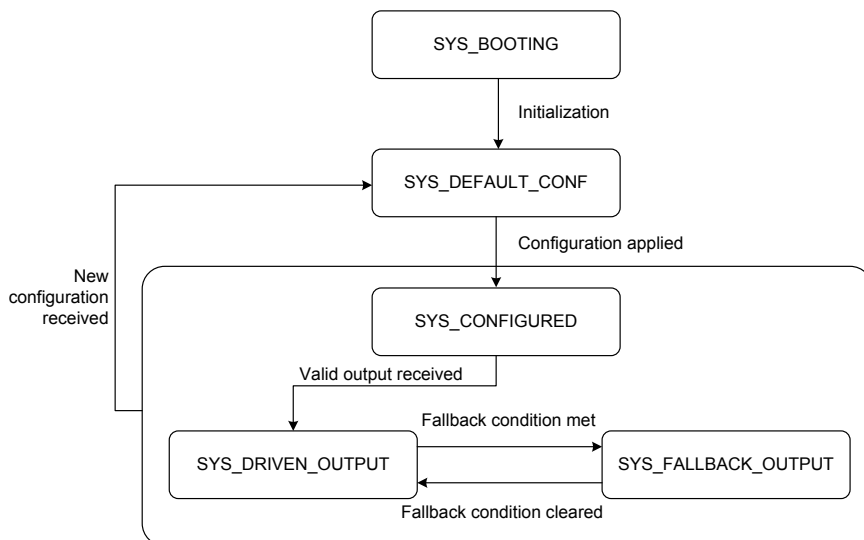 SYS_BOOTING
Initialization
SYS_DEFAULT_CONF
Configuration applied
New
configuration
received
SYS_CONFIGURED
Valid output received
Fallback condition met
SYS_DRIVEN_OUTPUT
SYS_FALLBACK_OUTPUT
Fallback condition cleared